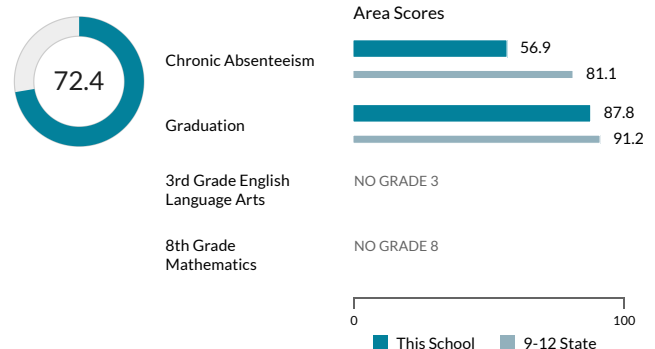 Area Scores
72.4
Chronic Absenteeism
56.9
81.1
Graduation
87.8
91.2
3rd Grade English
Language Arts
NO GRADE 3
8th Grade
Mathematics
NO GRADE 8
0
100
This School
9-12 State